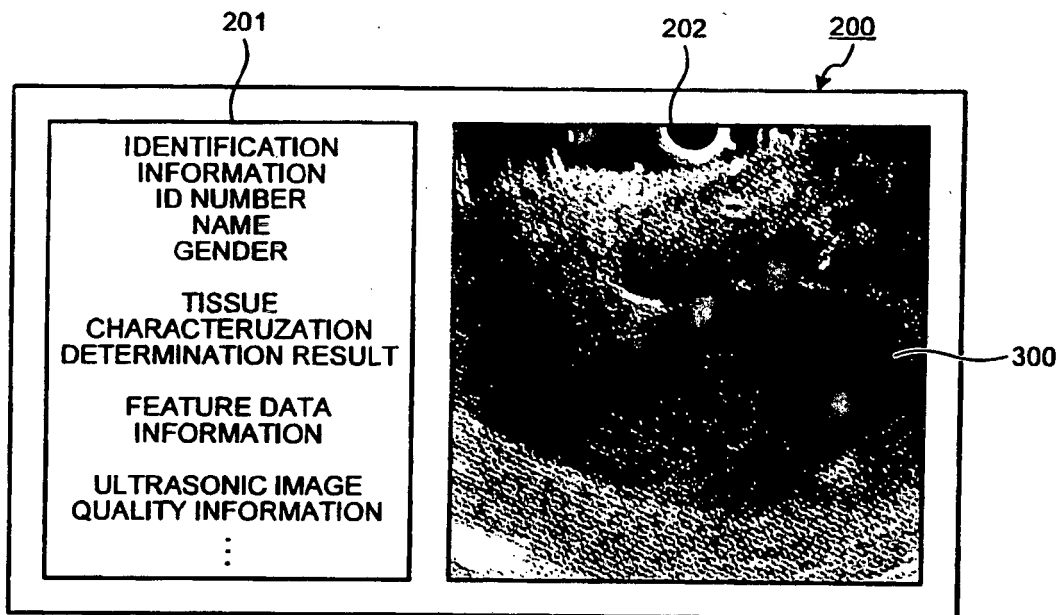 201
202
200
IDENTIFICATION
INFORMATION
ID NUMBER
NAME
GENDER
TISSUE
CHARACTERUZATION
DETERMINATION RESULT
FEATURE DATA
INFORMATION
ULTRASONIC IMAGE
QUALITY INFORMATION
⋮
300